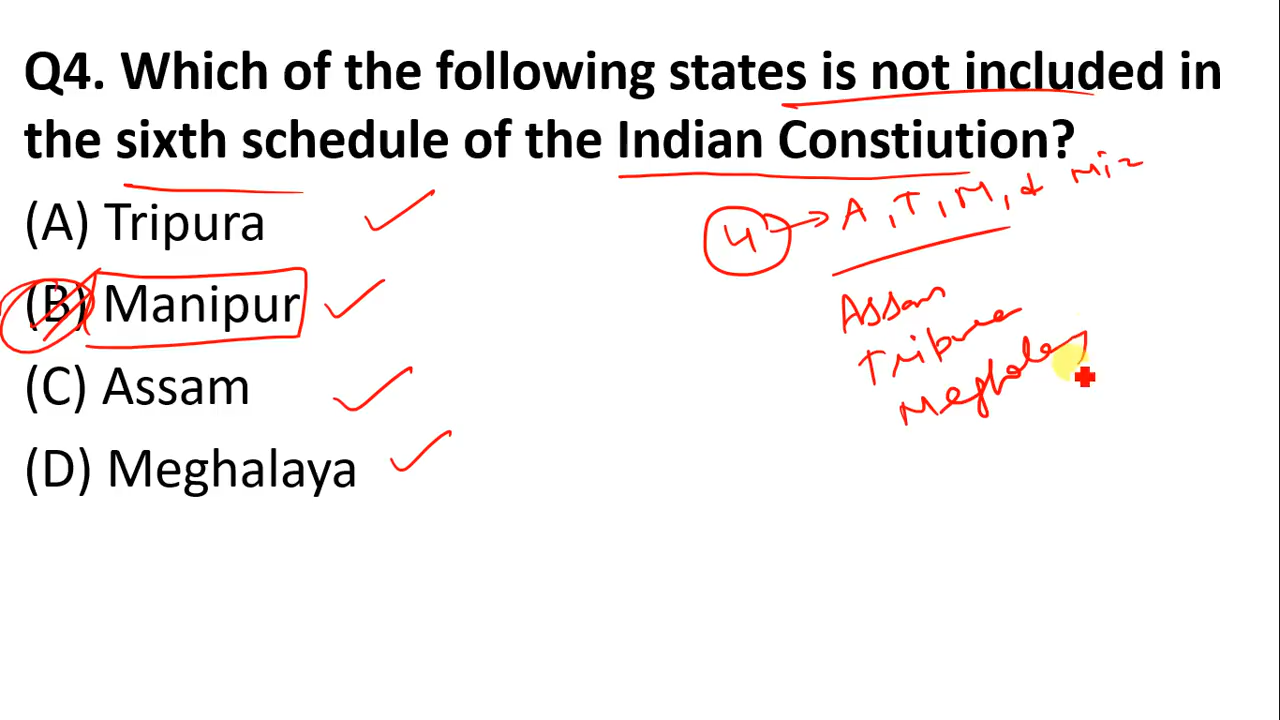 Q4. Which of the following states is not included in
the sixth schedule of the Indian Constiution?
(A) Tripura
(B) Manipur
(C) Assam
(D) Meghalaya
4 → A, T, M, & Miz
Assam
Tripura
Meghalay